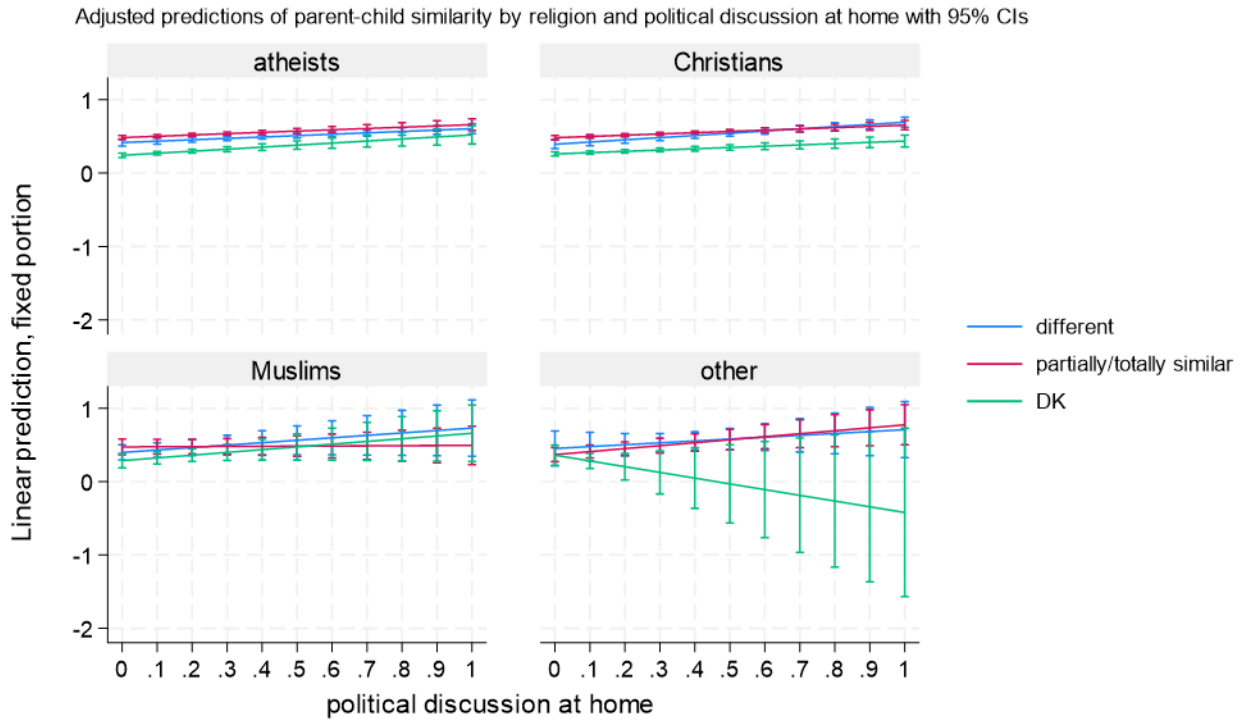 Adjusted predictions of parent-child similarity by religion and political discussion at home with 95% CIs
atheists
Christians
1
0
-1
-2
Muslims
other
1
0
-1
-2
0 .1 .2 .3 .4 .5 .6 .7 .8 .9 1
0 .1 .2 .3 .4 .5 .6 .7 .8 .9 1
Linear prediction, fixed portion
political discussion at home
different
partially/totally similar
DK